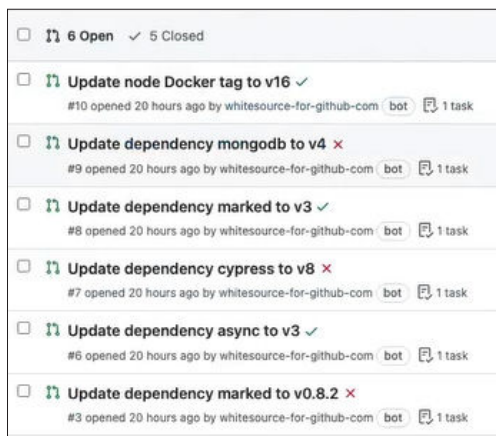 6 Open ✓ 5 Closed
Update node Docker tag to v16 ✓
#10 opened 20 hours ago by whitesource-for-github-com bot 1 task
Update dependency mongodb to v4 ×
#9 opened 20 hours ago by whitesource-for-github-com bot 1 task
Update dependency marked to v3 ✓
#8 opened 20 hours ago by whitesource-for-github-com bot 1 task
Update dependency cypress to v8 ×
#7 opened 20 hours ago by whitesource-for-github-com bot 1 task
Update dependency async to v3 ✓
#6 opened 20 hours ago by whitesource-for-github-com bot 1 task
Update dependency marked to v0.8.2 ×
#3 opened 20 hours ago by whitesource-for-github-com bot 1 task